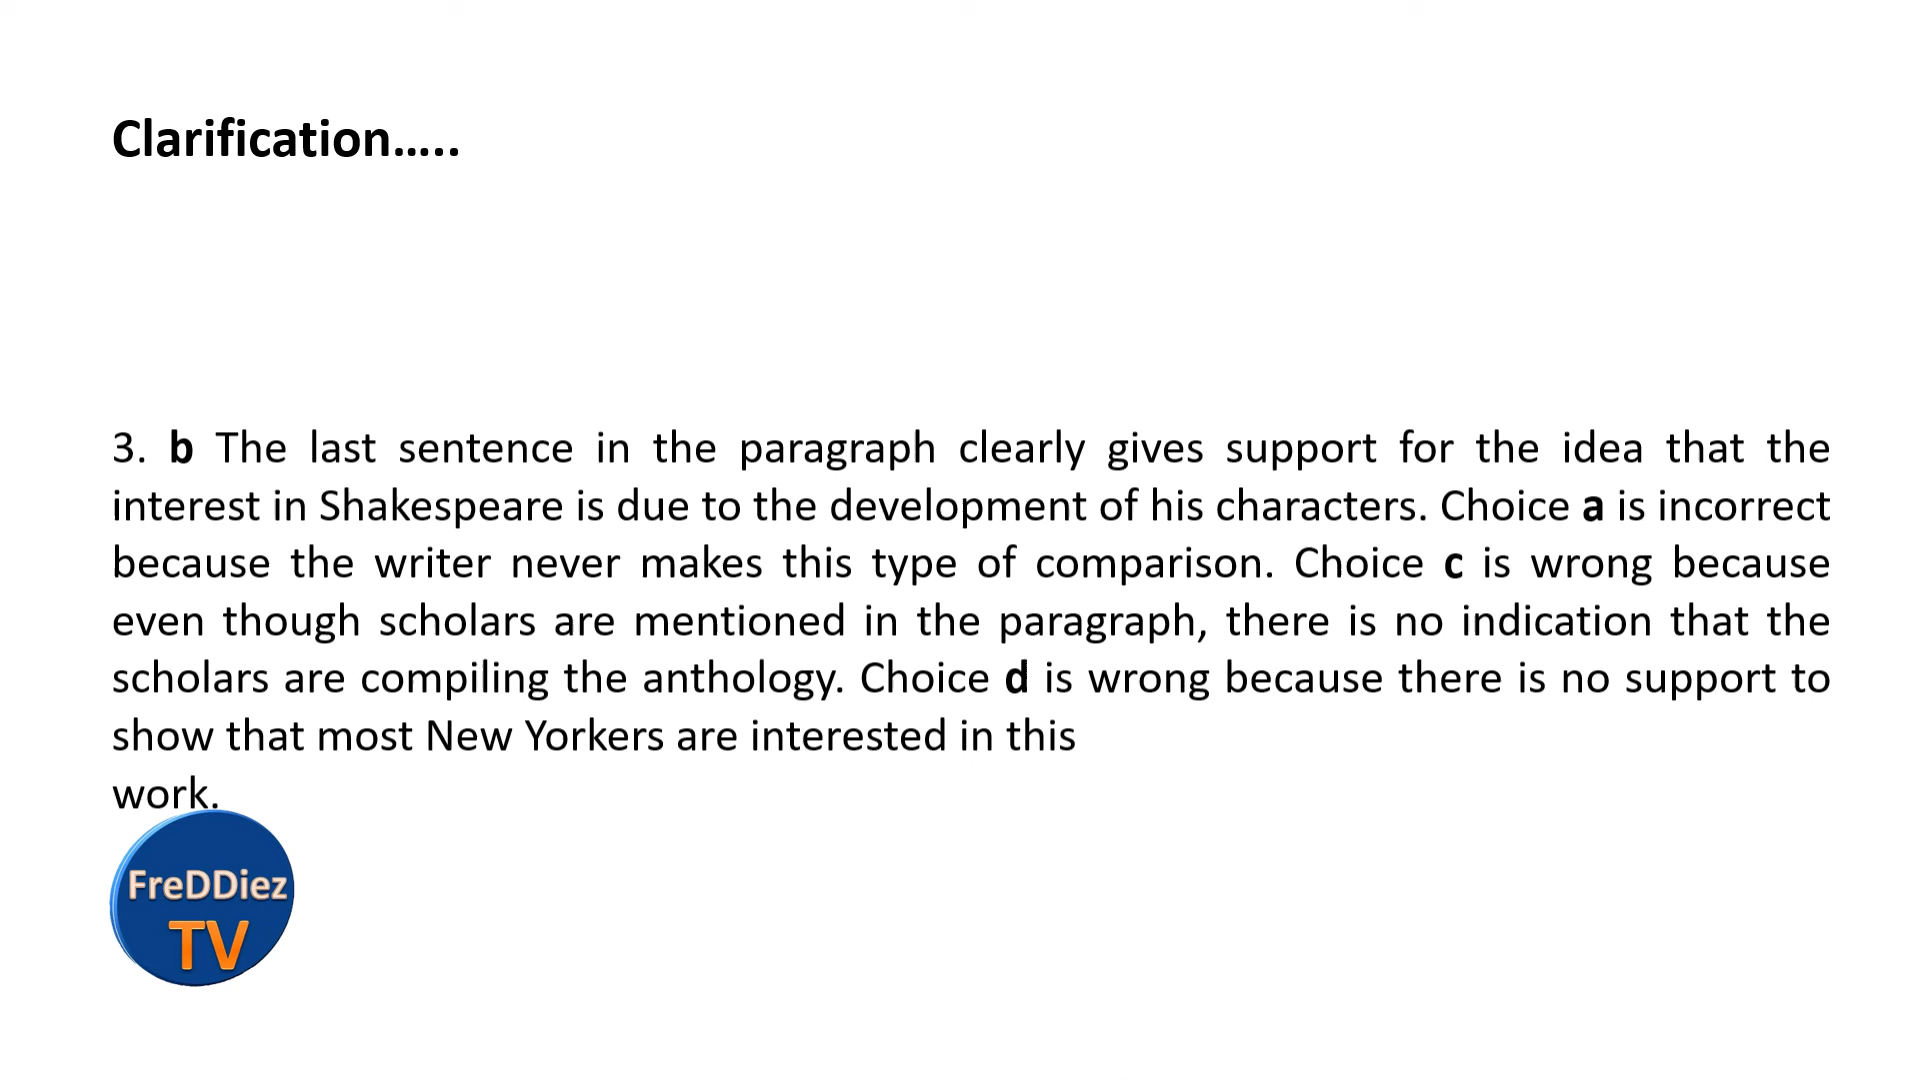 Clarification…..
3. b The last sentence in the paragraph clearly gives support for the idea that the
interest in Shakespeare is due to the development of his characters. Choice a is incorrect
because the writer never makes this type of comparison. Choice c is wrong because
even though scholars are mentioned in the paragraph, there is no indication that the
scholars are compiling the anthology. Choice d is wrong because there is no support to
show that most New Yorkers are interested in this
work.
FreDDiez
TV